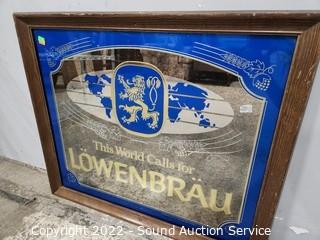 This World Calls for
LÖWENBRÄU
Copyright 2022 - Sound Auction Service